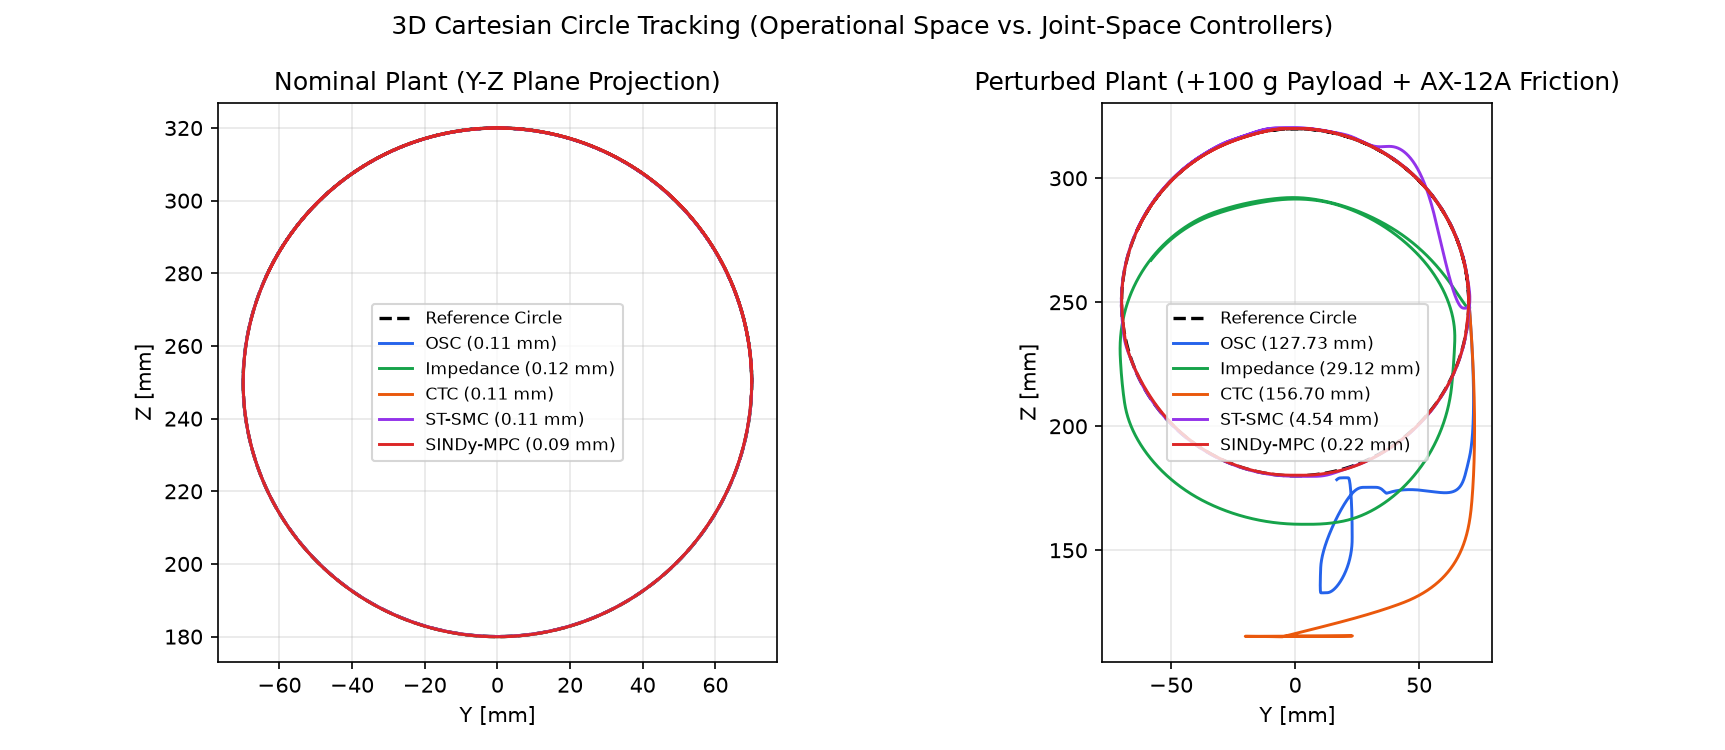 3D Cartesian Circle Tracking (Operational Space vs. Joint-Space Controllers)
Nominal Plant (Y-Z Plane Projection)
320
300
280
260
240
220
200
180
Z [mm]
−60
−40
−20
0
20
40
60
Y [mm]
Reference Circle
OSC (0.11 mm)
Impedance (0.12 mm)
CTC (0.11 mm)
ST-SMC (0.11 mm)
SINDy-MPC (0.09 mm)
Perturbed Plant (+100 g Payload + AX-12A Friction)
300
250
200
150
Z [mm]
−50
0
50
Y [mm]
Reference Circle
OSC (127.73 mm)
Impedance (29.12 mm)
CTC (156.70 mm)
ST-SMC (4.54 mm)
SINDy-MPC (0.22 mm)